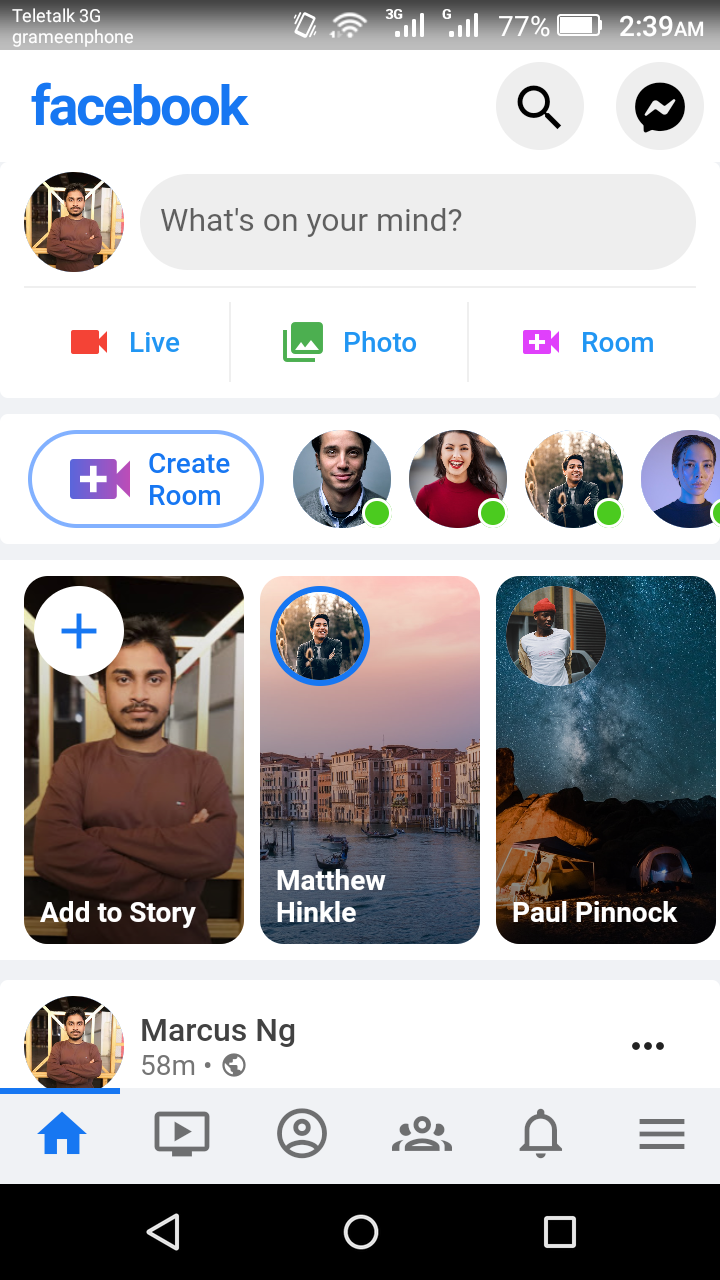 Teletalk 3G
grameenphone
3G
G
77%
2:39AM
facebook
What's on your mind?
Live
Photo
Room
Create
Room
Add to Story
Matthew
Hinkle
Paul Pinnock
Marcus Ng
58m •